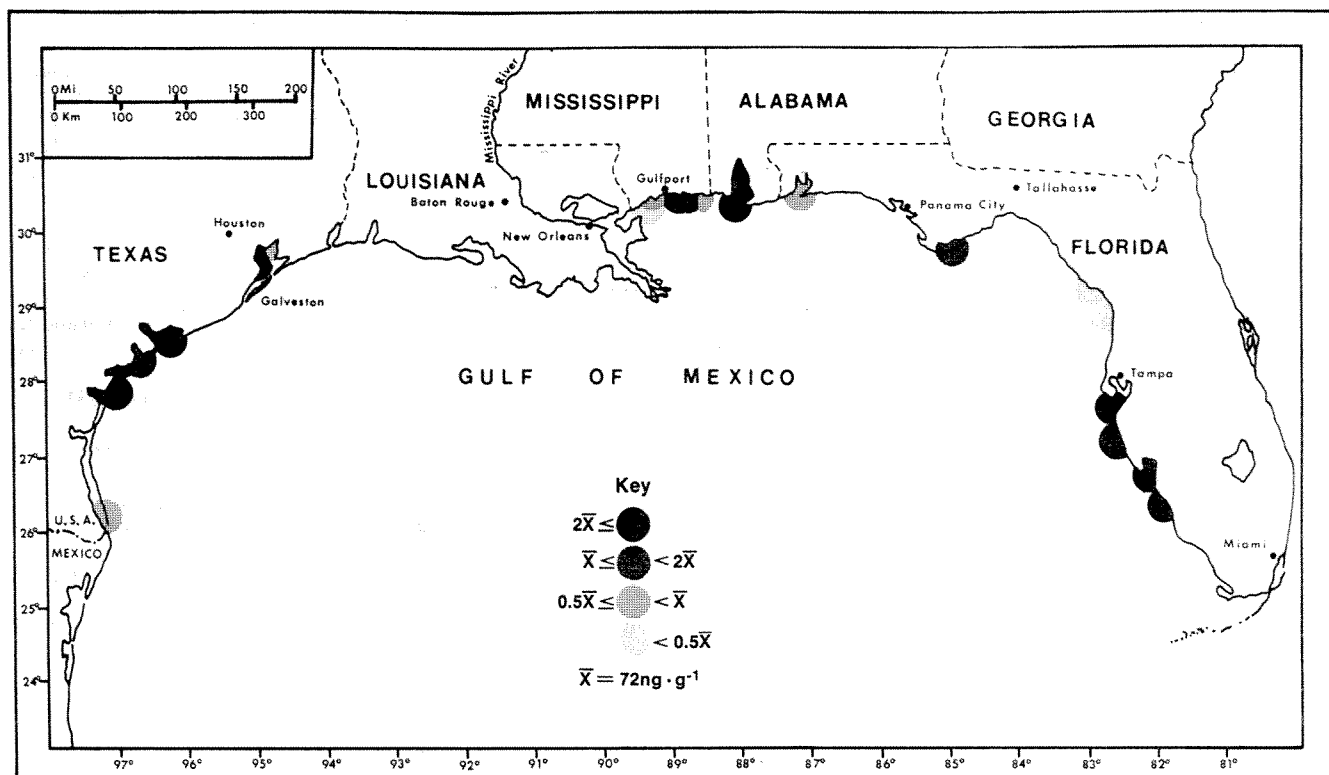 0 Mi 50 100 150 200
0 Km 100 200 300
Mississippi River
MISSISSIPPI
ALABAMA
GEORGIA
31°
LOUISIANA
Gulfport
Tallahasse
Baton Rouge
Panama City
Houston
30°
New Orleans
TEXAS
FLORIDA
29°
Galveston
28°
GULF OF MEXICO
Tampa
27°
Key
U.S.A.
2X̅ ≤
26°
MEXICO
Miami
X̅ ≤ < 2X̅
25°
0.5X̅ ≤ < X̅
< 0.5X̅
24°
X̅ = 72ng · g⁻¹
97° 96° 95° 94° 93° 92° 91° 90° 89° 88° 87° 86° 85° 84° 83° 82° 81°